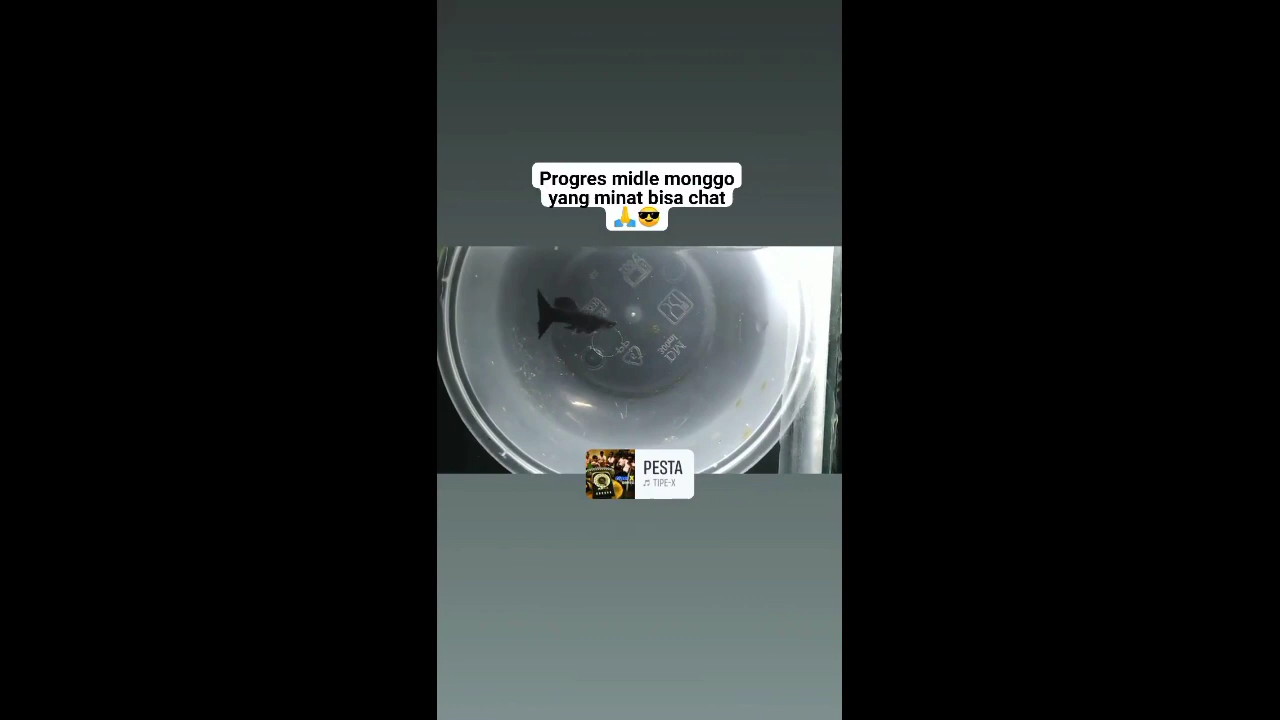 Progres midle monggo
yang minat bisa chat
🙏😎
PESTA
♬ TIPE-X